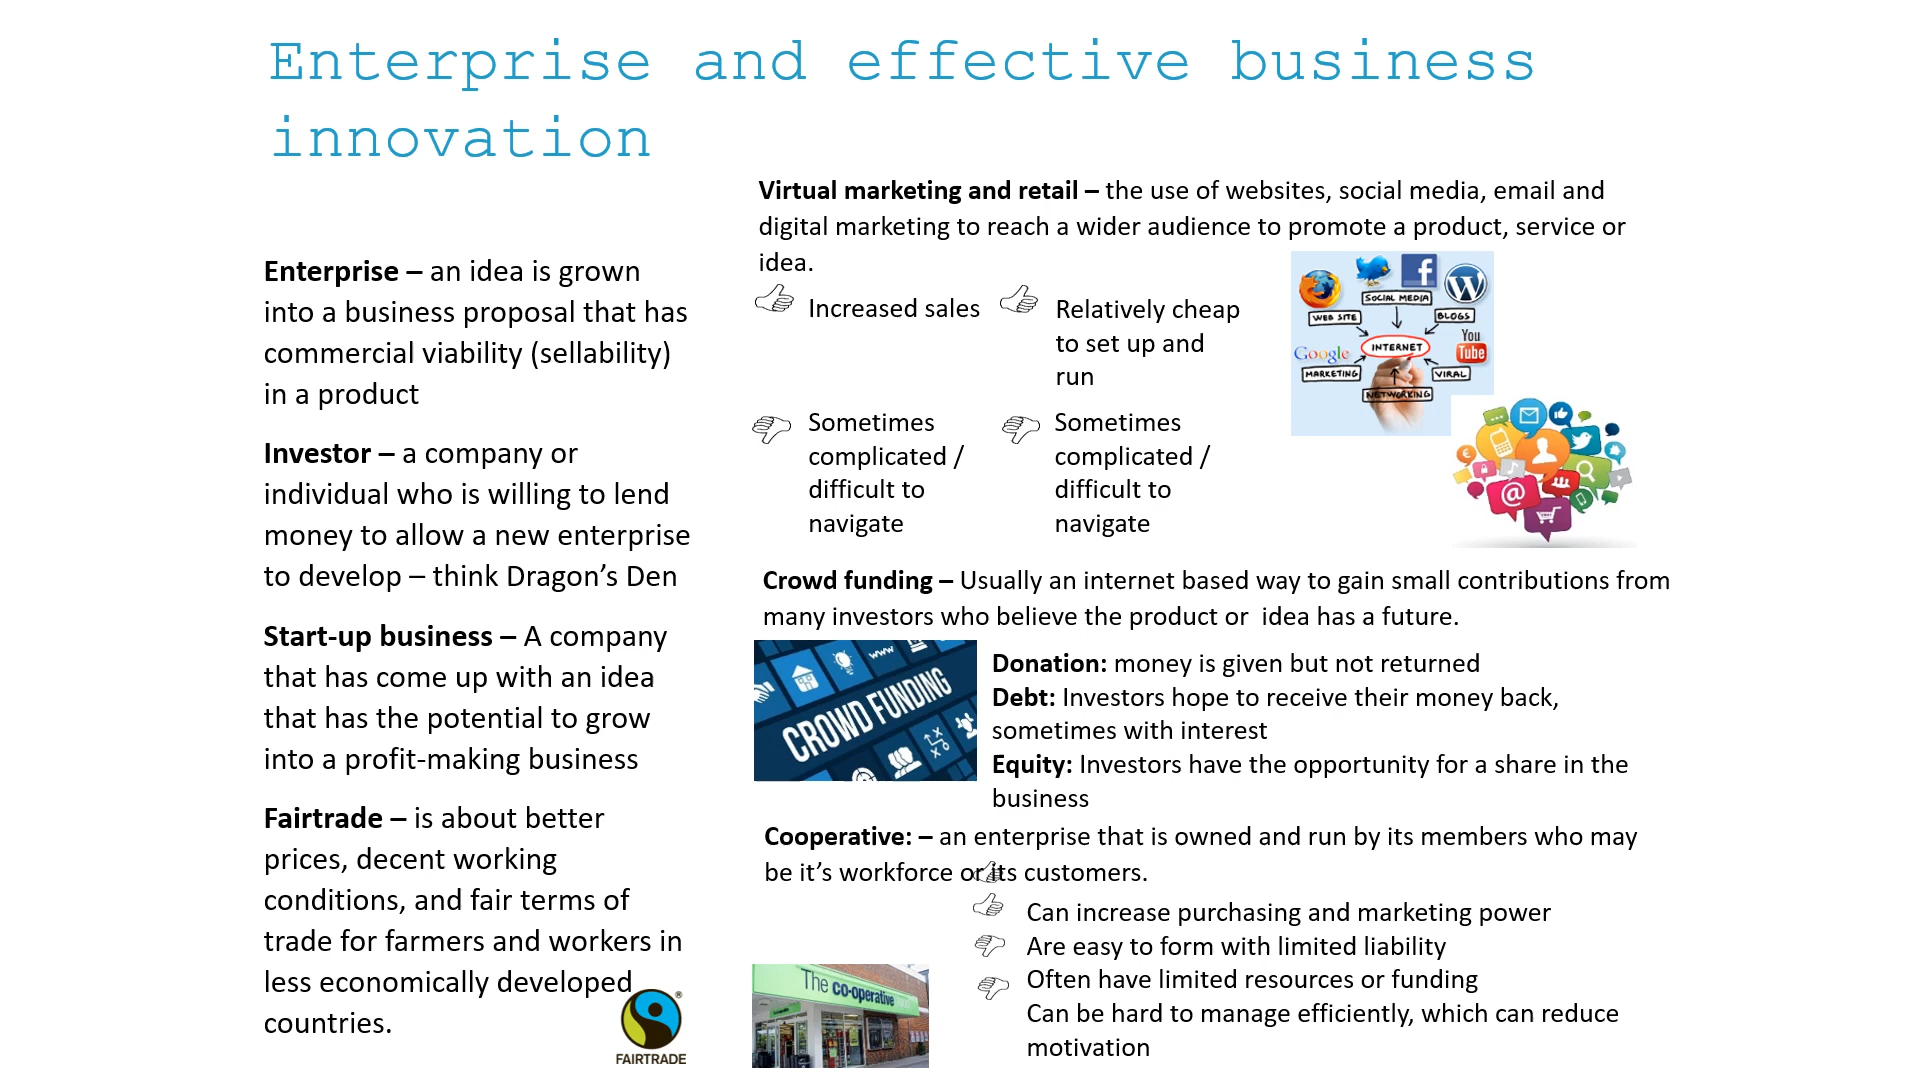 Enterprise and effective business
innovation
Enterprise – an idea is grown
into a business proposal that has
commercial viability (sellability)
in a product
Investor – a company or
individual who is willing to lend
money to allow a new enterprise
to develop – think Dragon’s Den
Start-up business – A company
that has come up with an idea
that has the potential to grow
into a profit-making business
Fairtrade – is about better
prices, decent working
conditions, and fair terms of
trade for farmers and workers in
less economically developed
countries.
FAIRTRADE
®
Virtual marketing and retail – the use of websites, social media, email and
digital marketing to reach a wider audience to promote a product, service or
idea.
Increased sales
Relatively cheap
to set up and
run
Sometimes
complicated /
difficult to
navigate
Sometimes
complicated /
difficult to
navigate
SOCIAL MEDIA
WEB SITE
BLOGS
INTERNET
You
Tube
Google
MARKETING
VIRAL
NETWORKING
Crowd funding – Usually an internet based way to gain small contributions from
many investors who believe the product or  idea has a future.
www
CROWD FUNDING
Donation: money is given but not returned
Debt: Investors hope to receive their money back,
sometimes with interest
Equity: Investors have the opportunity for a share in the
business
Cooperative: – an enterprise that is owned and run by its members who may
be it’s workforce or its customers.
The co-operative
Can increase purchasing and marketing power
Are easy to form with limited liability
Often have limited resources or funding
Can be hard to manage efficiently, which can reduce
motivation